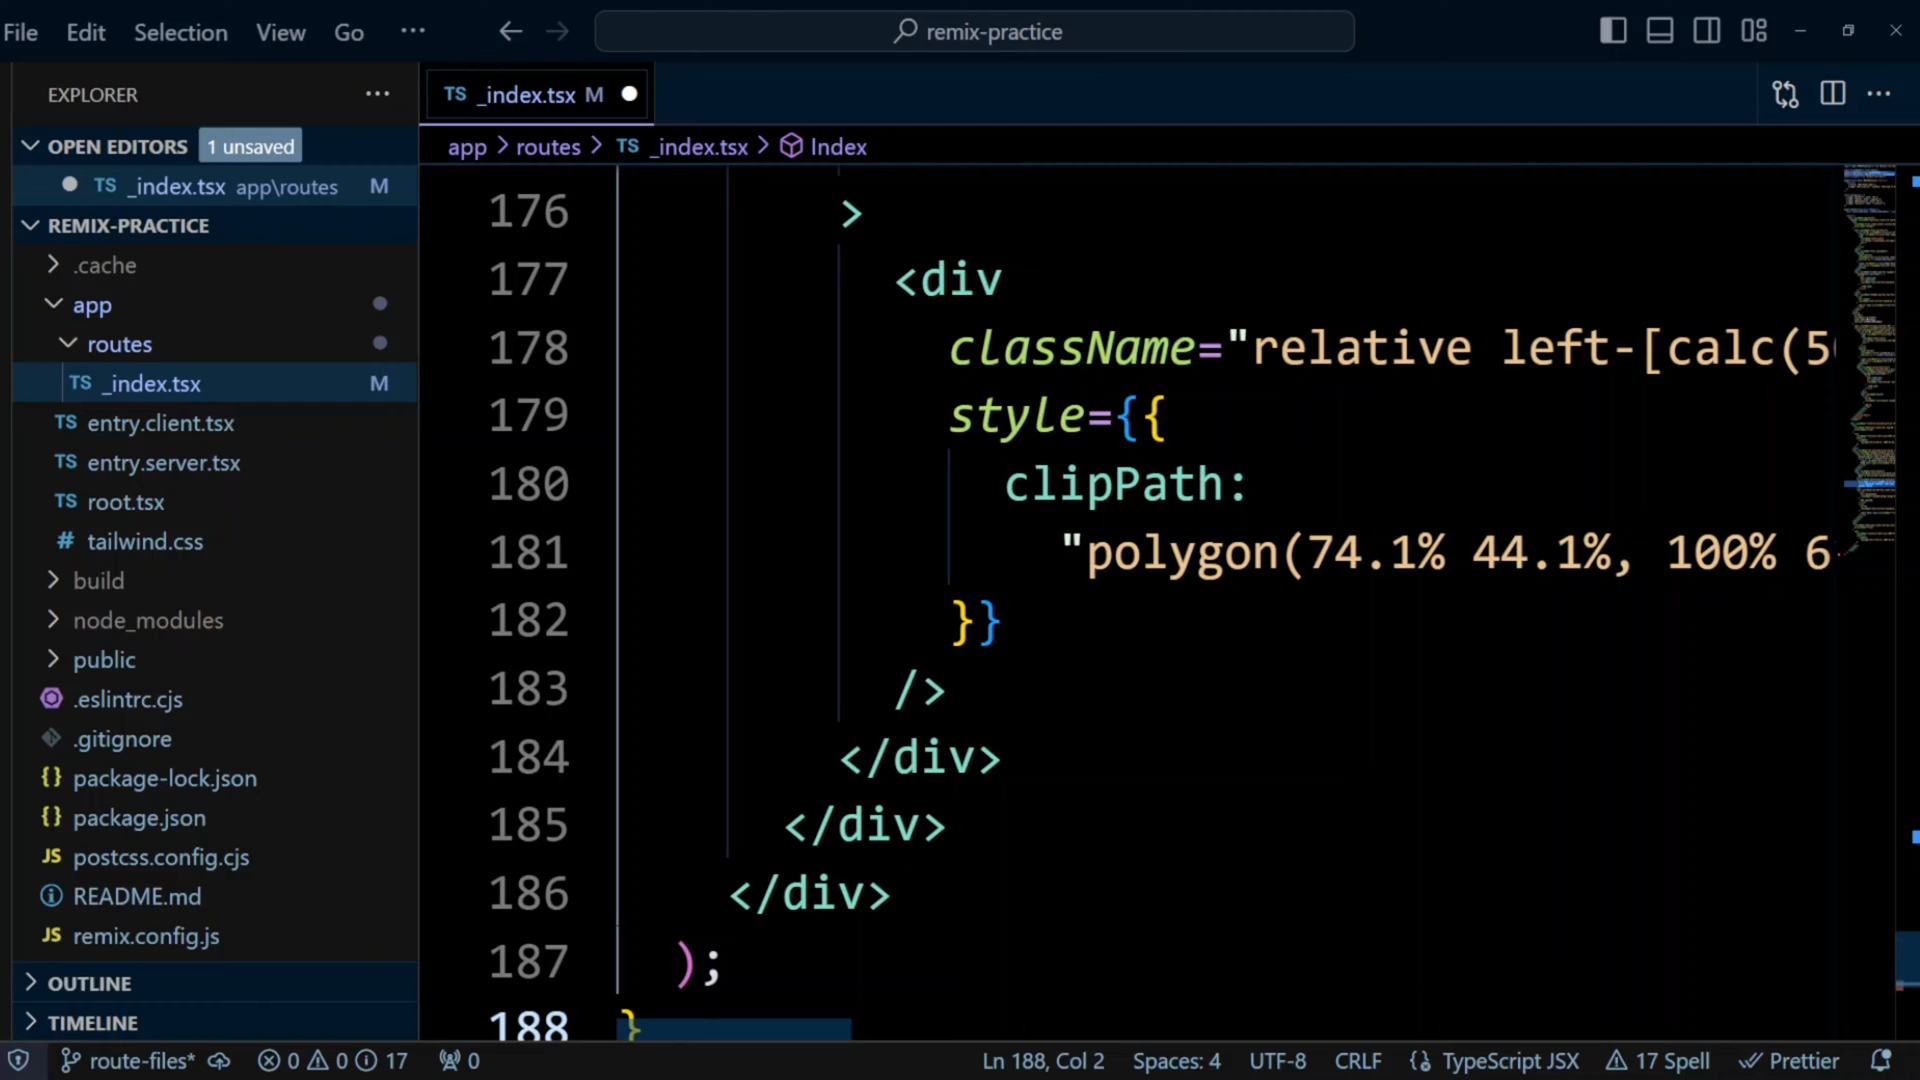 File Edit Selection View Go ··· remix-practice
EXPLORER
OPEN EDITORS 1 unsaved
TS _index.tsx app\routes M
REMIX-PRACTICE
.cache
app
routes
TS _index.tsx M
TS entry.client.tsx
TS entry.server.tsx
TS root.tsx
# tailwind.css
build
node_modules
public
.eslintrc.cjs
.gitignore
{} package-lock.json
{} package.json
JS postcss.config.cjs
README.md
JS remix.config.js
OUTLINE
TIMELINE
TS _index.tsx M
app > routes > TS _index.tsx > Index
176 >
177 <div
178 className="relative left-[calc(50
179 style={{
180 clipPath:
181 "polygon(74.1% 44.1%, 100% 6
182 }}
183 />
184 </div>
185 </div>
186 </div>
187 );
188 }
route-files* 0 0 17 0 Ln 188, Col 2 Spaces: 4 UTF-8 CRLF {} TypeScript JSX 17 Spell Prettier